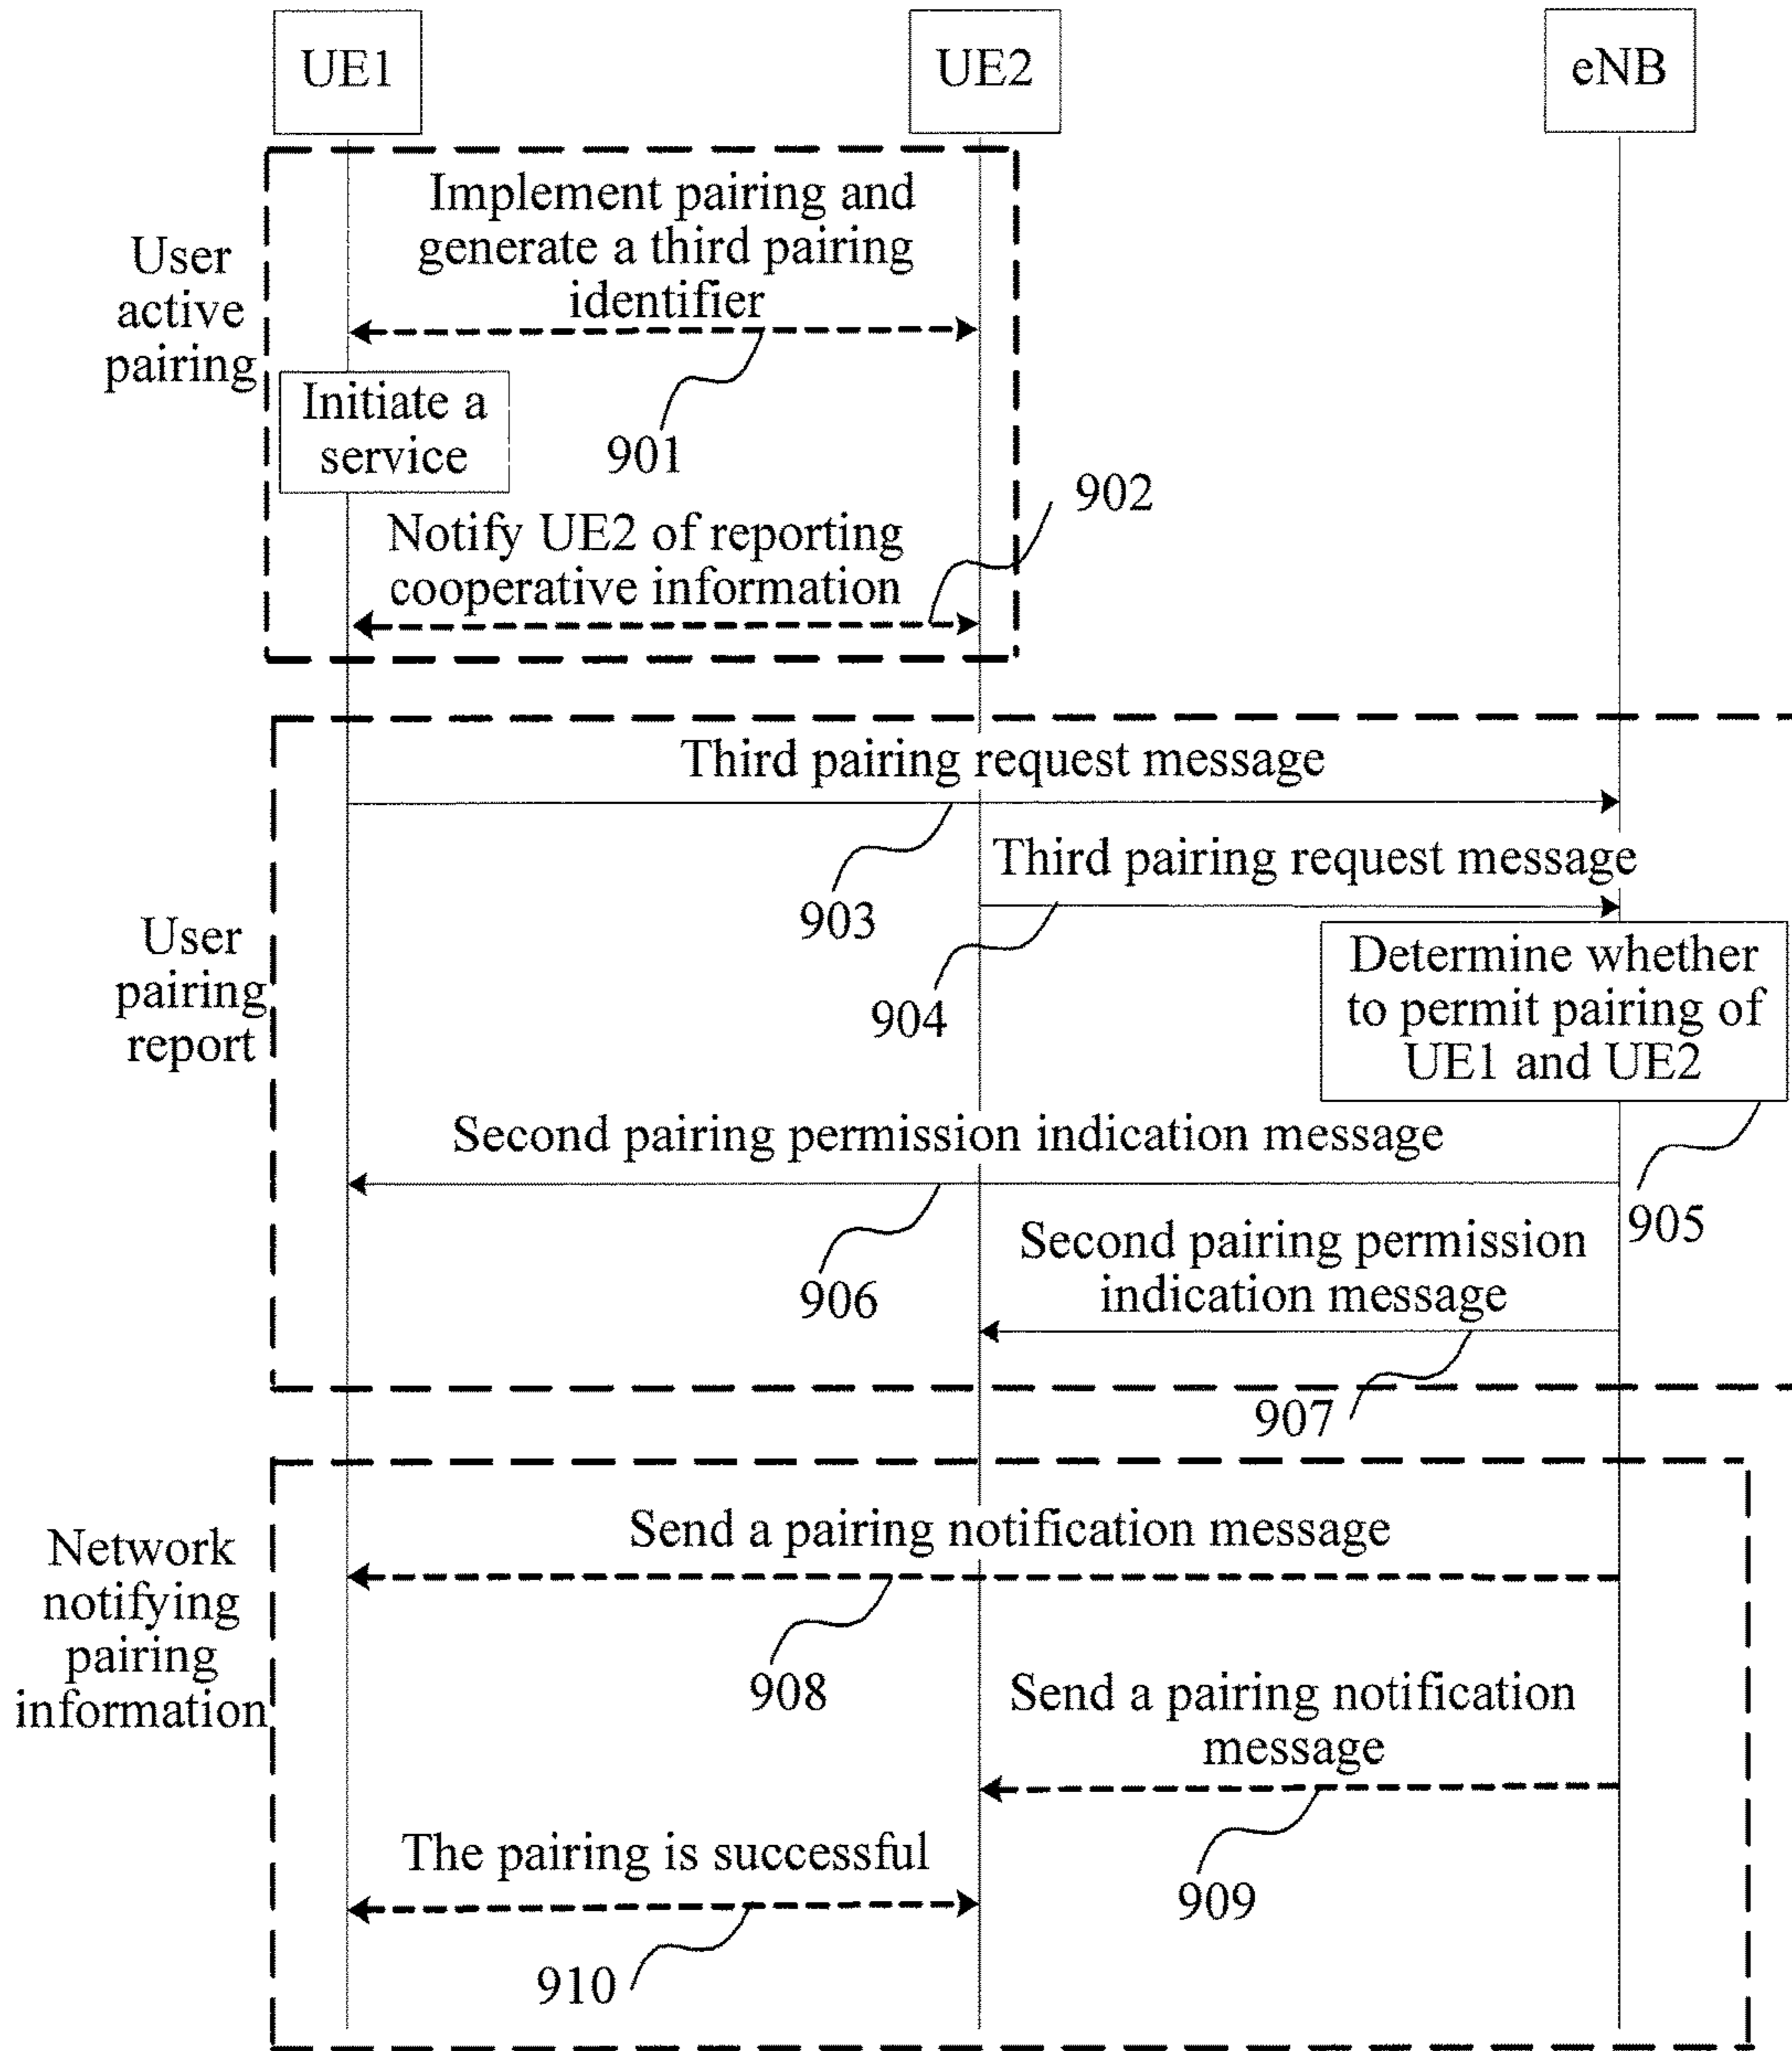 UE1
UE2
eNB
User
active
pairing
Implement pairing and
generate a third pairing
identifier
901
Initiate a
service
902
Notify UE2 of reporting
cooperative information
User
pairing
report
Third pairing request message
903
Third pairing request message
904
Determine whether
to permit pairing of
UE1 and UE2
905
Second pairing permission indication message
906
Second pairing permission
indication message
907
Network
notifying
pairing
information
Send a pairing notification message
908
Send a pairing notification
message
909
The pairing is successful
910